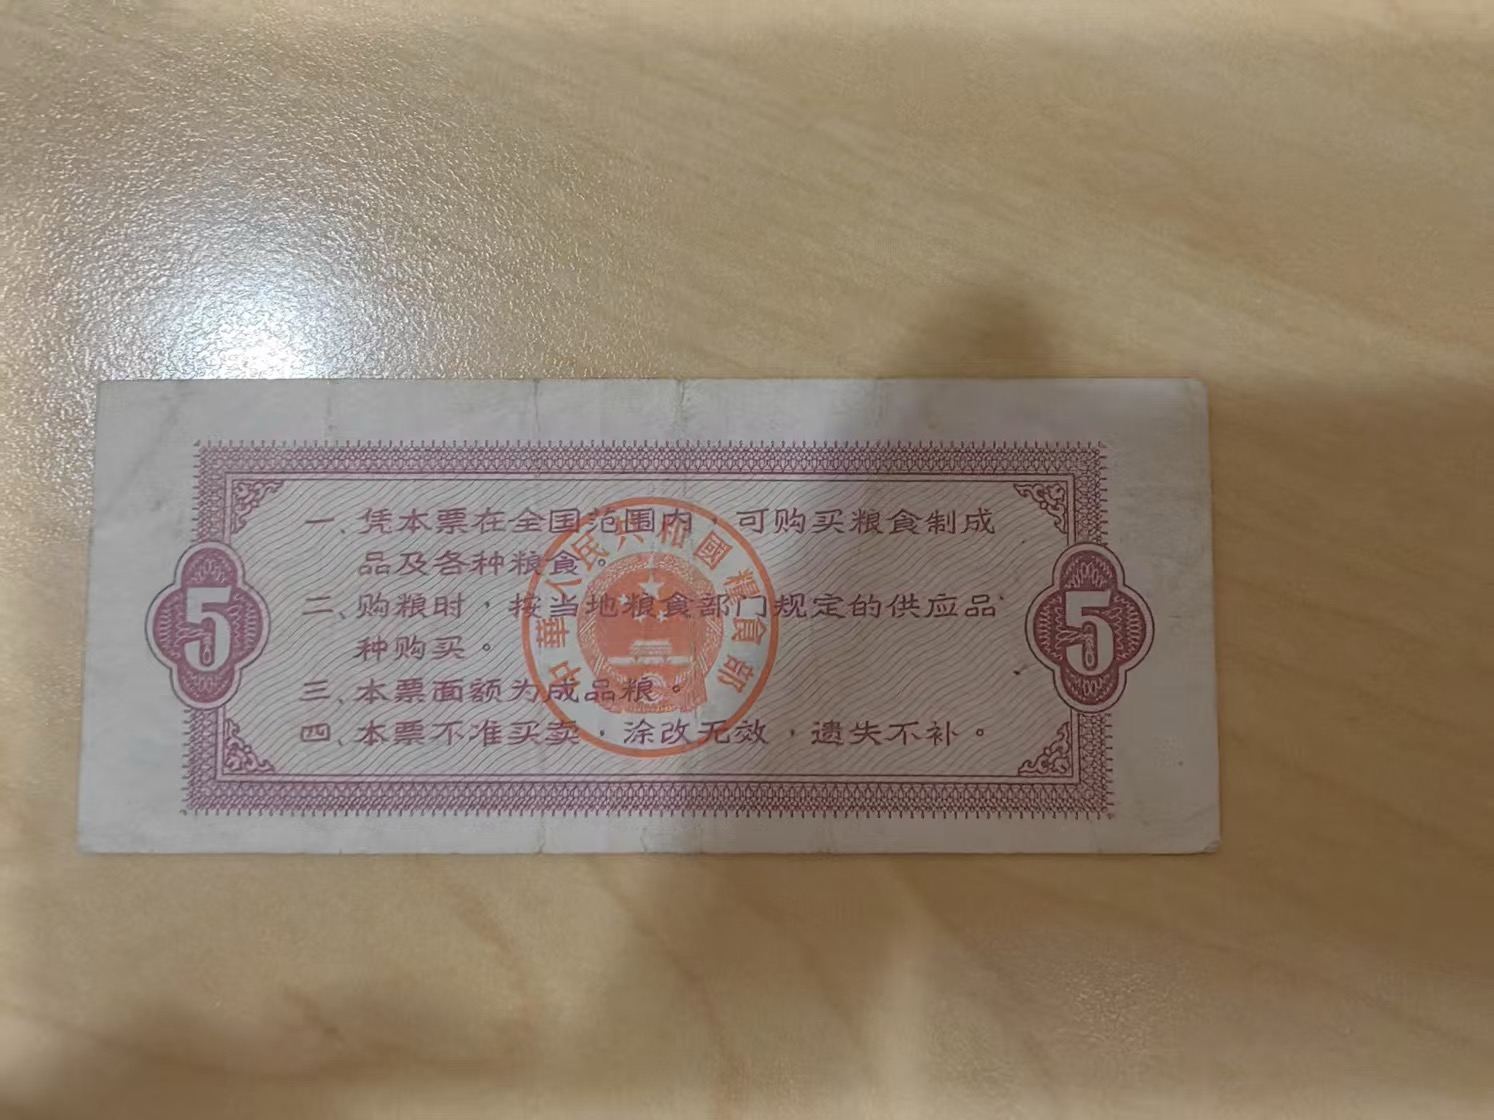 一、凭本票在全国范围内，可购买粮食制成
品及各种粮食。
二、购粮时，按当地粮食部门规定的供应品
种购买。
三、本票面额为成品粮。
四、本票不准买卖，涂改无效，遗失不补。
5
5
中華人民共和國糧食部